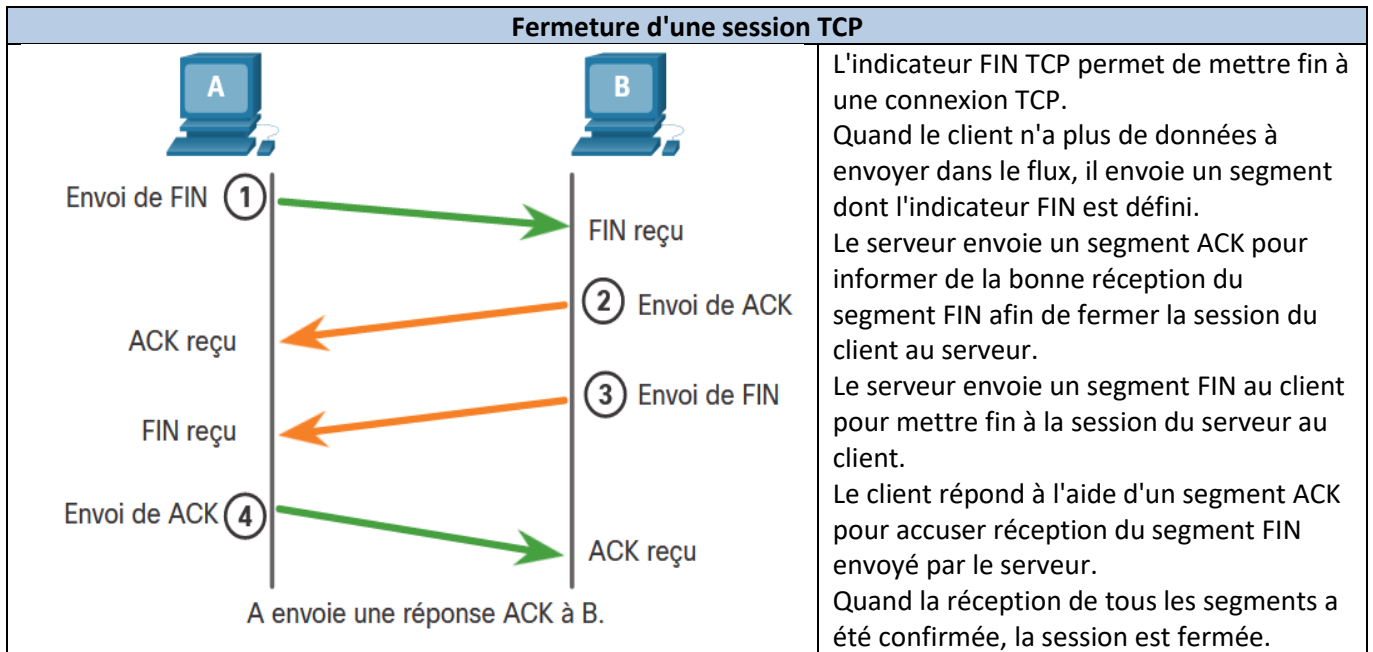 Fermeture d'une session TCP
A
B
Envoi de FIN 1
FIN reçu
2 Envoi de ACK
ACK reçu
3 Envoi de FIN
FIN reçu
Envoi de ACK 4
ACK reçu
A envoie une réponse ACK à B.
L'indicateur FIN TCP permet de mettre fin à
une connexion TCP.
Quand le client n'a plus de données à
envoyer dans le flux, il envoie un segment
dont l'indicateur FIN est défini.
Le serveur envoie un segment ACK pour
informer de la bonne réception du
segment FIN afin de fermer la session du
client au serveur.
Le serveur envoie un segment FIN au client
pour mettre fin à la session du serveur au
client.
Le client répond à l'aide d'un segment ACK
pour accuser réception du segment FIN
envoyé par le serveur.
Quand la réception de tous les segments a
été confirmée, la session est fermée.